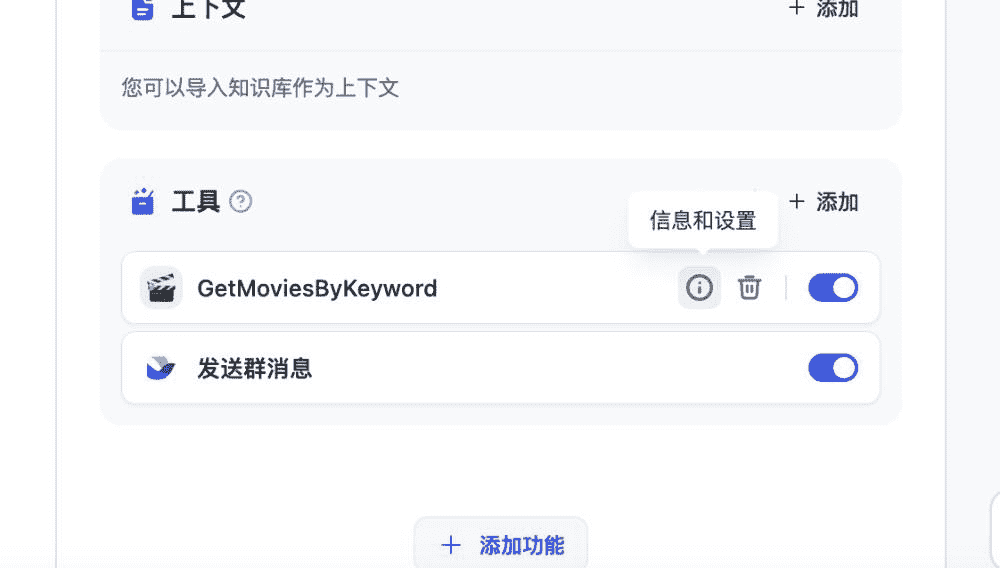 上下文
+ 添加
您可以导入知识库作为上下文
工具
+ 添加
信息和设置
GetMoviesByKeyword
发送群消息
+ 添加功能